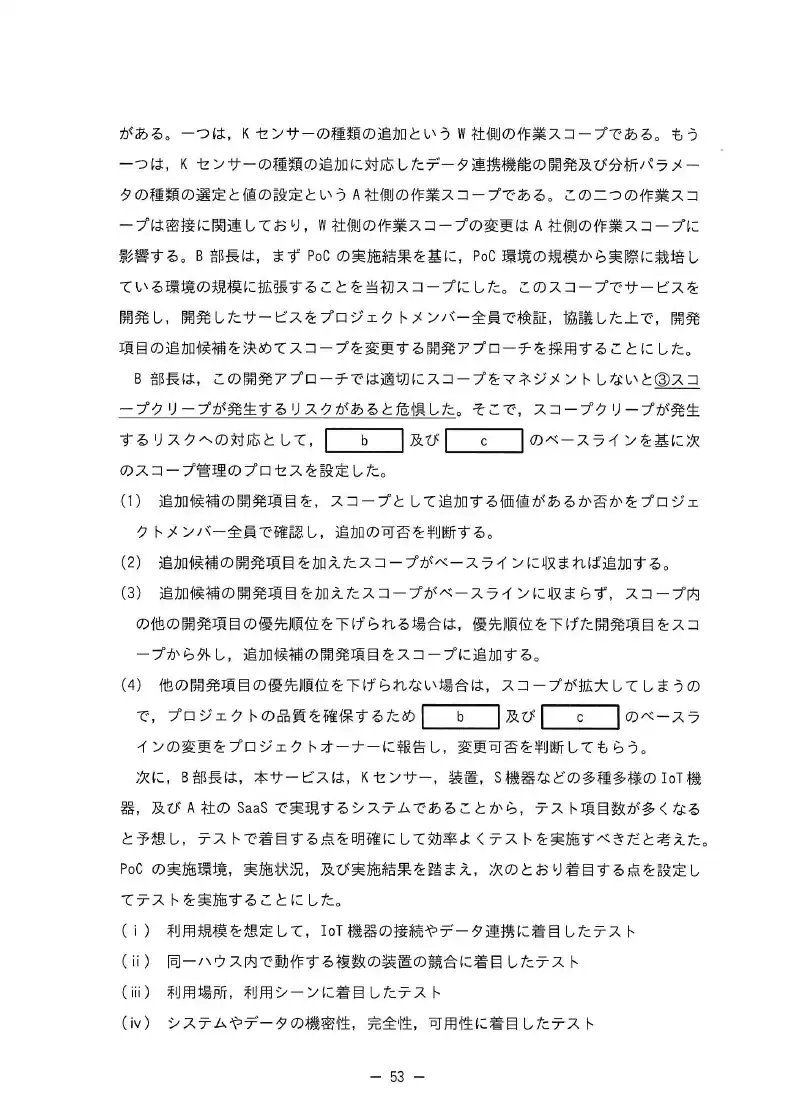 がある。一つは，K センサーの種類の追加という W 社側の作業スコープである。もう
一つは，K センサーの種類の追加に対応したデータ連携機能の開発及び分析パラメー
タの種類の選定と値の設定という A 社側の作業スコープである。この二つの作業スコ
ープは密接に関連しており，W 社側の作業スコープの変更は A 社側の作業スコープに
影響する。B 部長は，まず PoC の実施結果を基に，PoC 環境の規模から実際に栽培し
ている環境の規模に拡張することを当初スコープにした。このスコープでサービスを
開発し，開発したサービスをプロジェクトメンバー全員で検証，協議した上で，開発
項目の追加候補を決めてスコープを変更する開発アプローチを採用することにした。
B 部長は，この開発アプローチでは適切にスコープをマネジメントしないと③スコ
ープクリープが発生するリスクがあると危惧した。そこで，スコープクリープが発生
するリスクへの対応として， b 及び c のベースラインを基に次
のスコープ管理のプロセスを設定した。
(1) 追加候補の開発項目を，スコープとして追加する価値があるか否かをプロジェ
クトメンバー全員で確認し，追加の可否を判断する。
(2) 追加候補の開発項目を加えたスコープがベースラインに収まれば追加する。
(3) 追加候補の開発項目を加えたスコープがベースラインに収まらず，スコープ内
の他の開発項目の優先順位を下げられる場合は，優先順位を下げた開発項目をスコ
ープから外し，追加候補の開発項目をスコープに追加する。
(4) 他の開発項目の優先順位を下げられない場合は，スコープが拡大してしまうの
で，プロジェクトの品質を確保するため b 及び c のベースラ
インの変更をプロジェクトオーナーに報告し，変更可否を判断してもらう。
次に，B 部長は，本サービスは，K センサー，装置，S 機器などの多種多様の IoT 機
器，及び A 社の SaaS で実現するシステムであることから，テスト項目数が多くなる
と予想し，テストで着目する点を明確にして効率よくテストを実施すべきだと考えた。
PoC の実施環境，実施状況，及び実施結果を踏まえ，次のとおり着目する点を設定し
てテストを実施することにした。
(ⅰ) 利用規模を想定して，IoT 機器の接続やデータ連携に着目したテスト
(ⅱ) 同一ハウス内で動作する複数の装置の競合に着目したテスト
(ⅲ) 利用場所，利用シーンに着目したテスト
(ⅳ) システムやデータの機密性，完全性，可用性に着目したテスト
－ 53 －